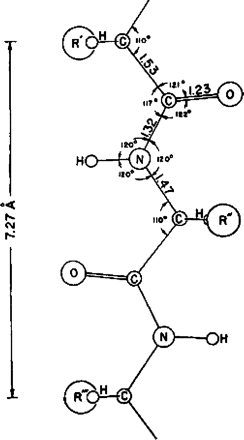 R' H C 110°
1.53
121° 1.23
117° C O
122°
1.32
120° 120°
H N
120°
1.47
110° C H R''
7.27 Å
O C
N H
R''' H C